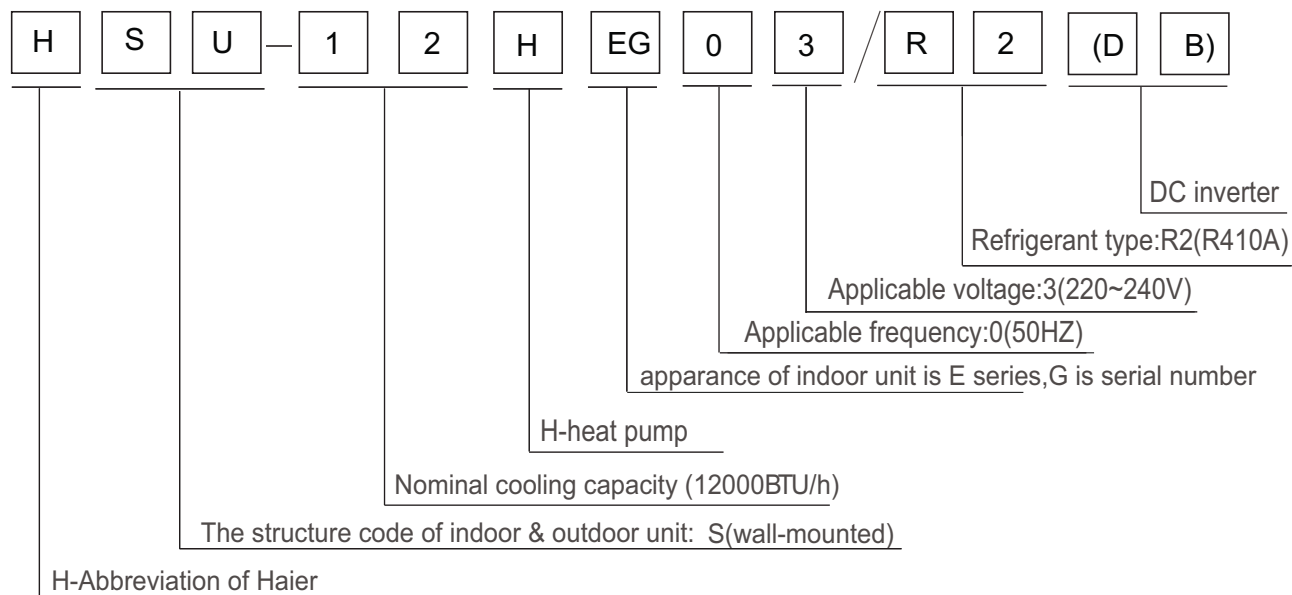 H S U - 1 2 H EG 0 3 / R 2 (D B)
DC inverter
Refrigerant type:R2(R410A)
Applicable voltage:3(220~240V)
Applicable frequency:0(50HZ)
apparance of indoor unit is E series,G is serial number
H-heat pump
Nominal cooling capacity (12000BTU/h)
The structure code of indoor & outdoor unit: S(wall-mounted)
H-Abbreviation of Haier